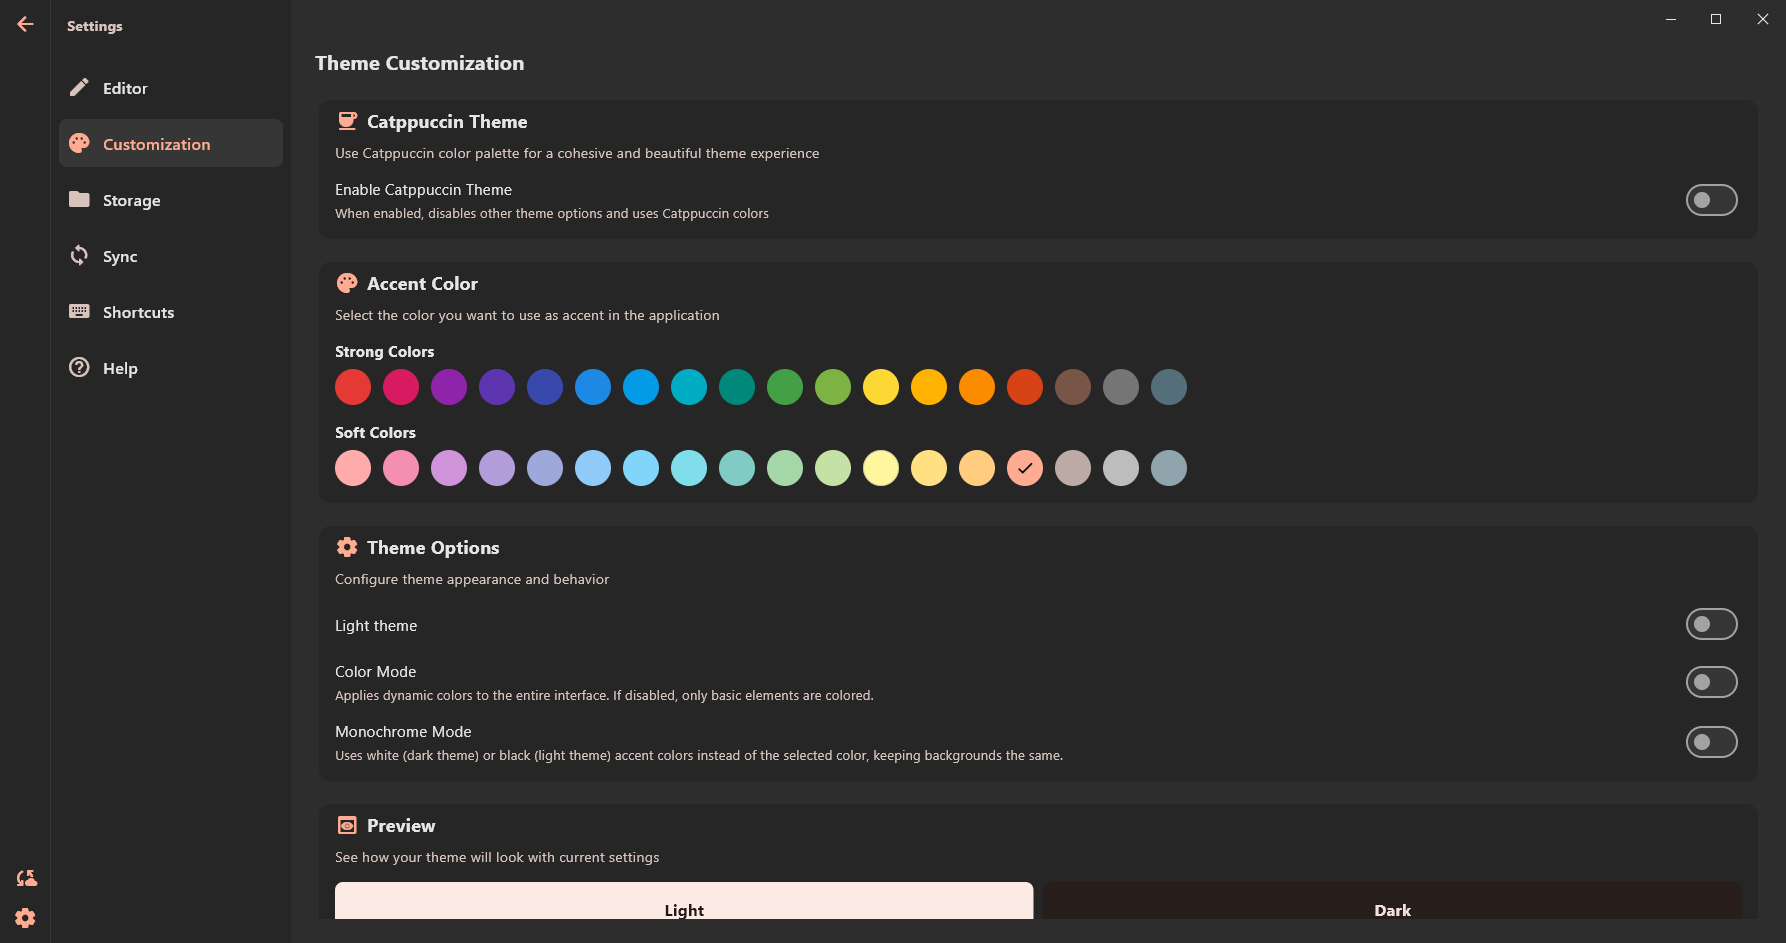 Settings
Editor
Customization
Storage
Sync
Shortcuts
Help
Theme Customization
Catppuccin Theme
Use Catppuccin color palette for a cohesive and beautiful theme experience
Enable Catppuccin Theme
When enabled, disables other theme options and uses Catppuccin colors
Accent Color
Select the color you want to use as accent in the application
Strong Colors
Soft Colors
Theme Options
Configure theme appearance and behavior
Light theme
Color Mode
Applies dynamic colors to the entire interface. If disabled, only basic elements are colored.
Monochrome Mode
Uses white (dark theme) or black (light theme) accent colors instead of the selected color, keeping backgrounds the same.
Preview
See how your theme will look with current settings
Light
Dark